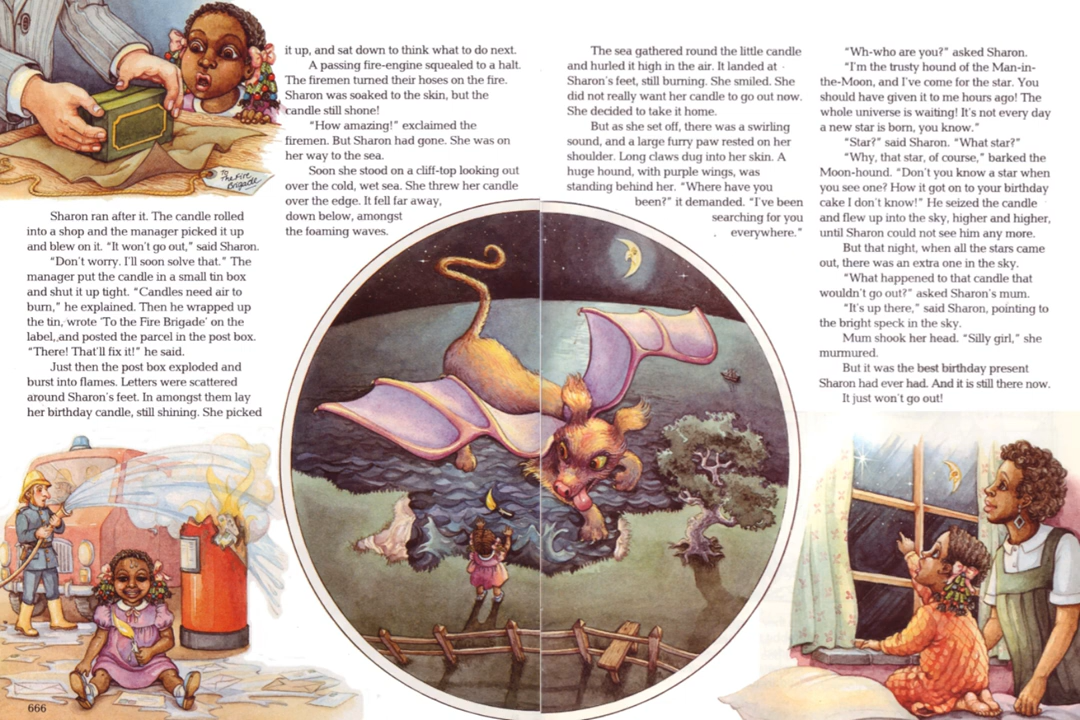 To
The Fire
Brigade
Sharon ran after it. The candle rolled
into a shop and the manager picked it up
and blew on it. "It won't go out," said Sharon.
"Don't worry. I'll soon solve that." The
manager put the candle in a small tin box
and shut it up tight. "Candles need air to
burn," he explained. Then he wrapped up
the tin, wrote 'To the Fire Brigade' on the
label, and posted the parcel in the post box.
"There! That'll fix it!" he said.
Just then the post box exploded and
burst into flames. Letters were scattered
around Sharon's feet. In amongst them lay
her birthday candle, still shining. She picked
it up, and sat down to think what to do next.
A passing fire-engine squealed to a halt.
The firemen turned their hoses on the fire.
Sharon was soaked to the skin, but the
candle still shone!
"How amazing!" exclaimed the
firemen. But Sharon had gone. She was on
her way to the sea.
Soon she stood on a cliff-top looking out
over the cold, wet sea. She threw her candle
over the edge. It fell far away,
down below, amongst
the foaming waves.
The sea gathered round the little candle
and hurled it high in the air. It landed at
Sharon's feet, still burning. She smiled. She
did not really want her candle to go out now.
She decided to take it home.
But as she set off, there was a swirling
sound, and a large furry paw rested on her
shoulder. Long claws dug into her skin. A
huge hound, with purple wings, was
standing behind her. "Where have you
been?" it demanded. "I've been
searching for you
everywhere."
"Wh-who are you?" asked Sharon.
"I'm the trusty hound of the Man-in-
the-Moon, and I've come for the star. You
should have given it to me hours ago! The
whole universe is waiting! It's not every day
a new star is born, you know."
"Star?" said Sharon. "What star?"
"Why, that star, of course," barked the
Moon-hound. "Don't you know a star when
you see one? How it got on to your birthday
cake I don't know!" He seized the candle
and flew up into the sky, higher and higher,
until Sharon could not see him any more.
But that night, when all the stars came
out, there was an extra one in the sky.
"What happened to that candle that
wouldn't go out?" asked Sharon's mum.
"It's up there," said Sharon, pointing to
the bright speck in the sky.
Mum shook her head. "Silly girl," she
murmured.
But it was the best birthday present
Sharon had ever had. And it is still there now.
It just won't go out!
666